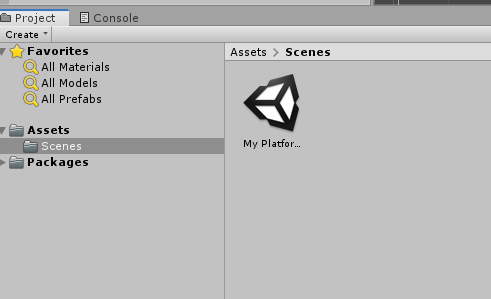 Project
Console
Create
Favorites
All Materials
All Models
All Prefabs
Assets
Scenes
Packages
Assets > Scenes
My Platfor...